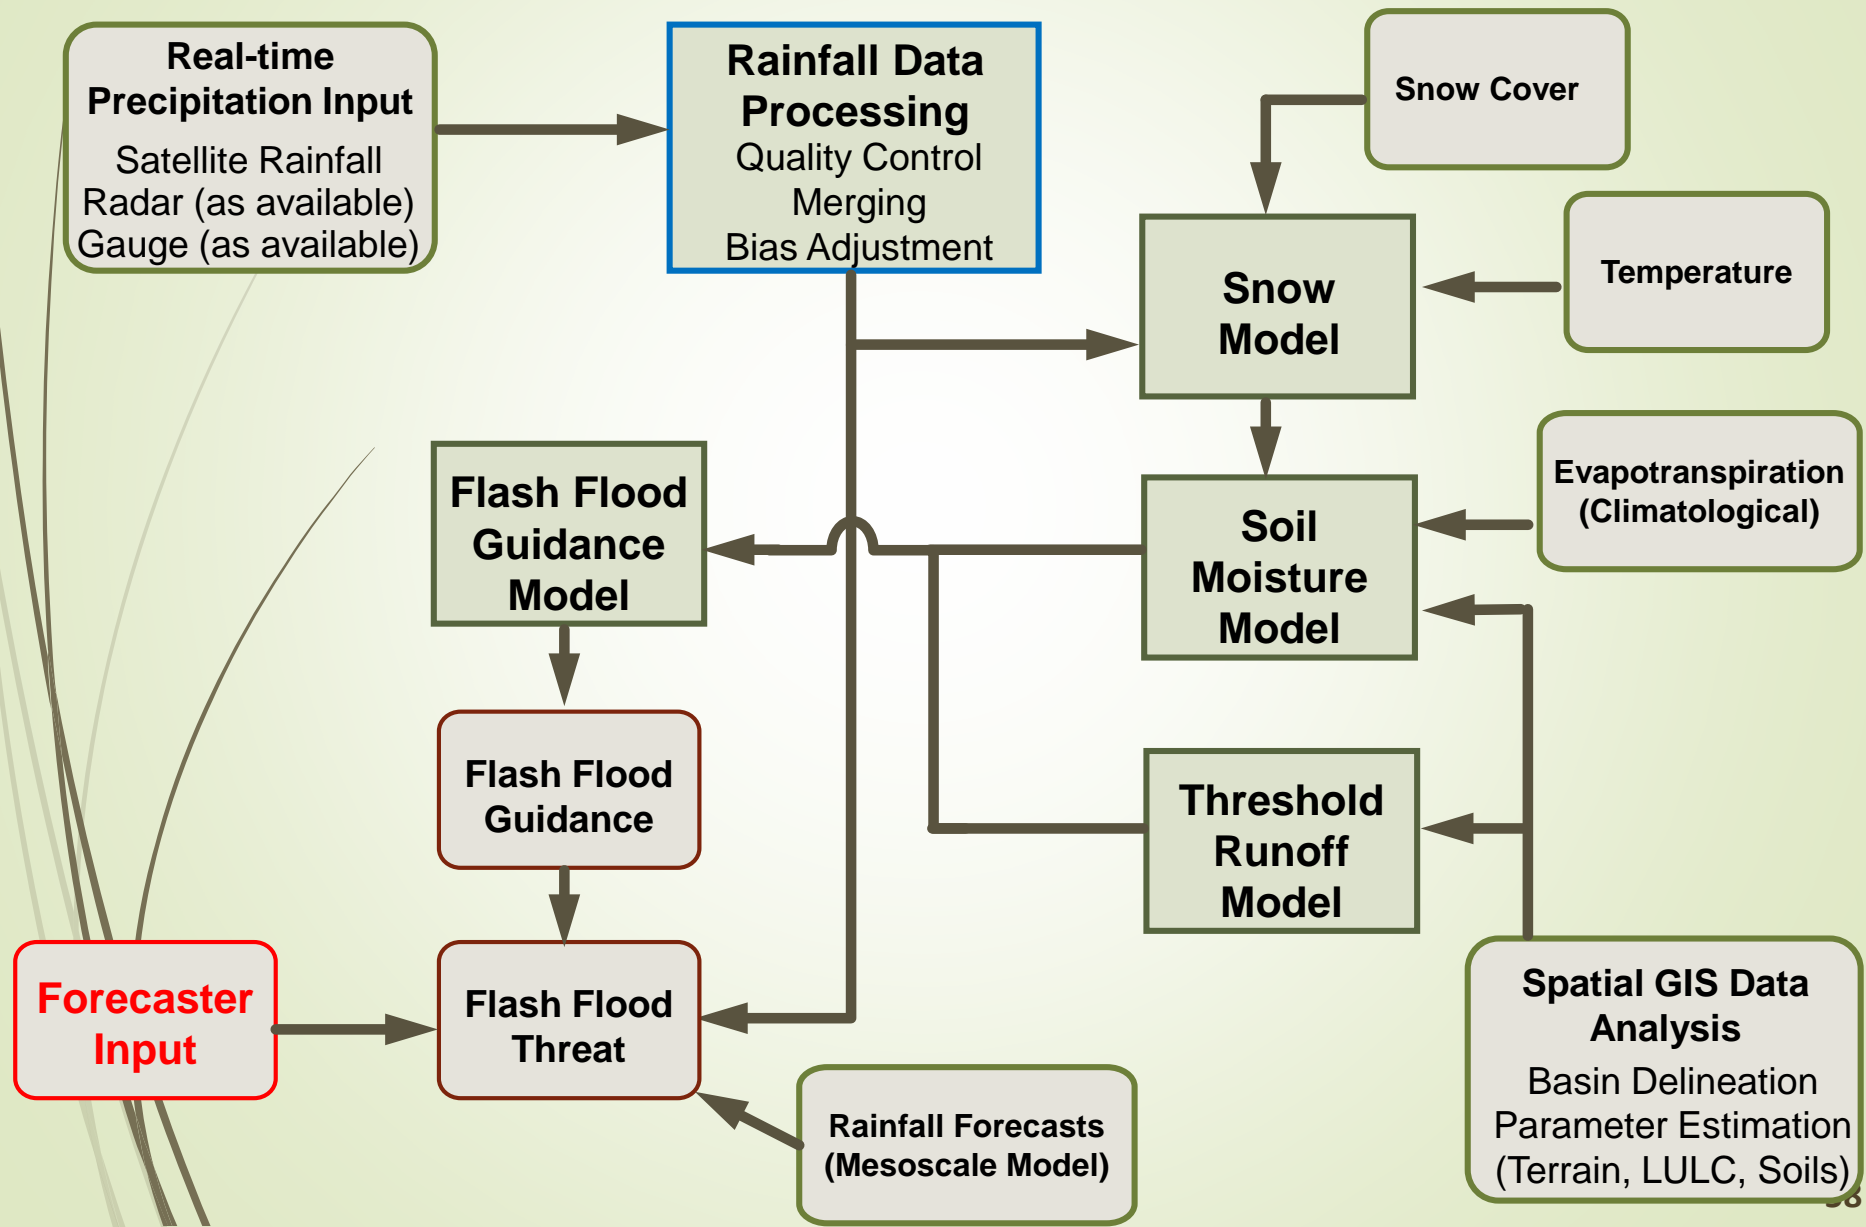 Real-time
Precipitation Input
Satellite Rainfall
Radar (as available)
Gauge (as available)
Rainfall Data
Processing
Quality Control
Merging
Bias Adjustment
Snow Cover
Temperature
Snow
Model
Evapotranspiration
(Climatological)
Flash Flood
Guidance
Model
Soil
Moisture
Model
Flash Flood
Guidance
Threshold
Runoff
Model
Forecaster
Input
Flash Flood
Threat
Rainfall Forecasts
(Mesoscale Model)
Spatial GIS Data
Analysis
Basin Delineation
Parameter Estimation
(Terrain, LULC, Soils)